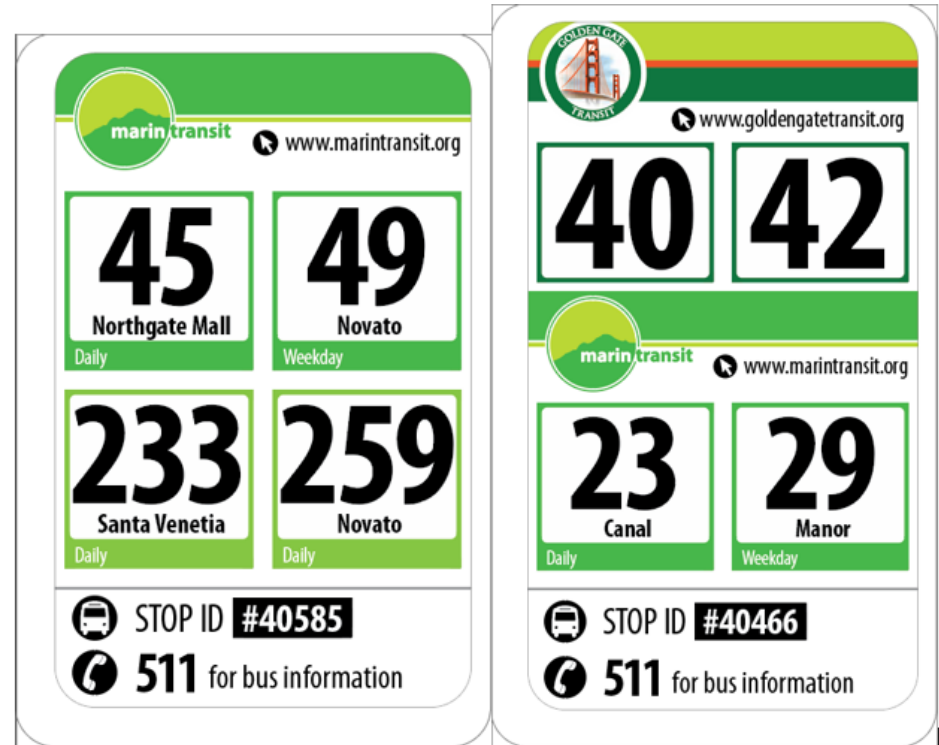 marin transit
www.marintransit.org
45 49
Northgate Mall Novato
Daily Weekday
233 259
Santa Venetia Novato
Daily Daily
STOP ID #40585
511 for bus information
GOLDEN GATE
TRANSIT
www.goldengatetransit.org
40 42
marin transit
www.marintransit.org
23 29
Canal Manor
Daily Weekday
STOP ID #40466
511 for bus information